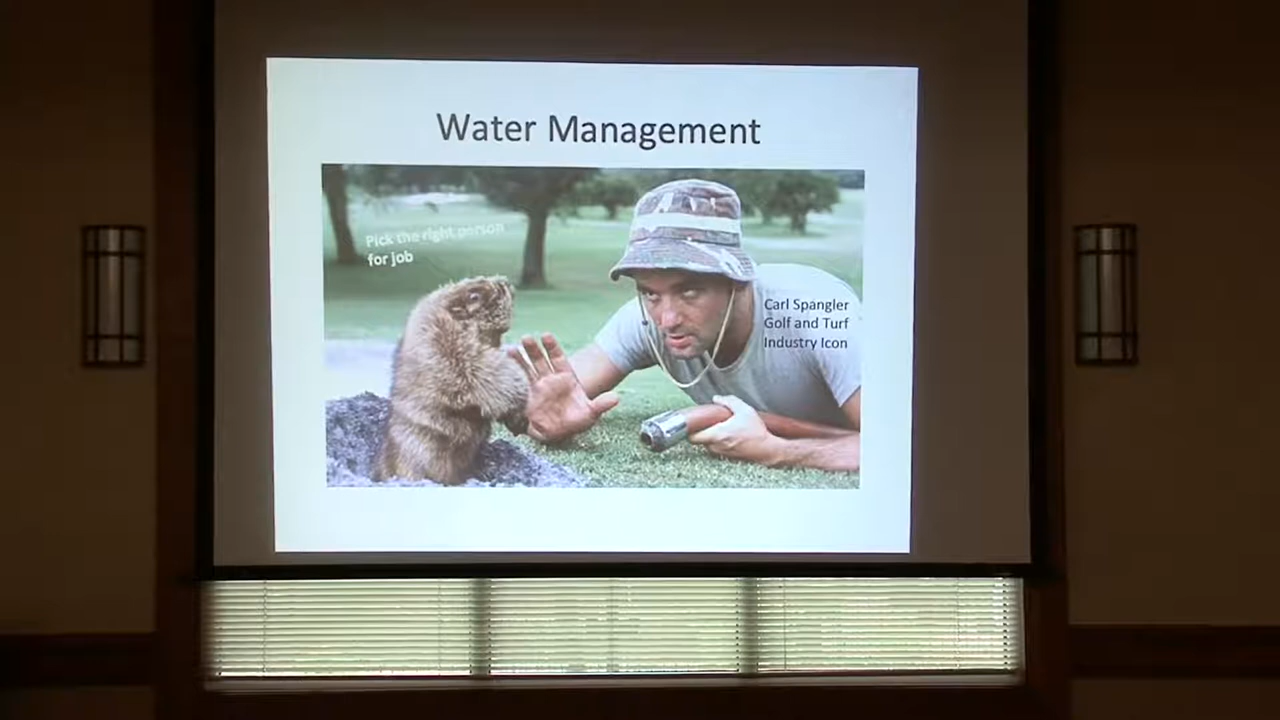 Water Management
Pick the right person
for job
Carl Spangler
Golf and Turf
Industry Icon